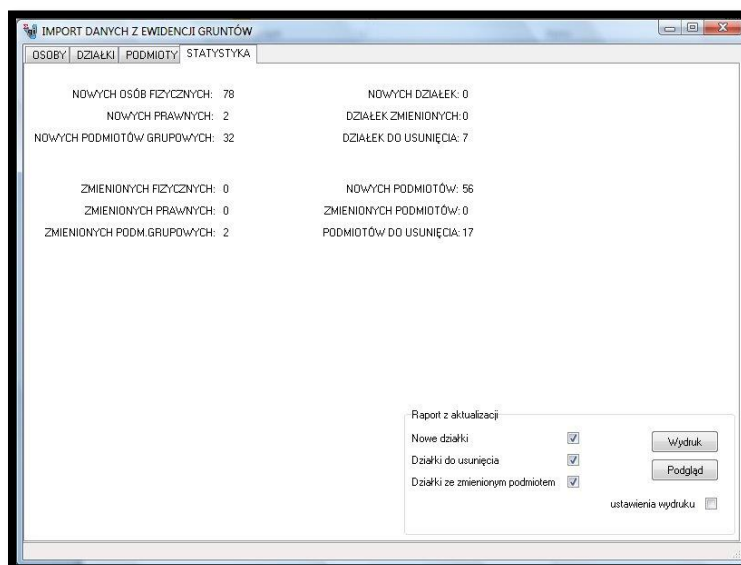 IMPORT DANYCH Z EWIDENCJI GRUNTÓW
OSOBY DZIAŁKI PODMIOTY STATYSTYKA
NOWYCH OSÓB FIZYCZNYCH: 78
NOWYCH PRAWNYCH: 2
NOWYCH PODMIOTÓW GRUPOWYCH: 32
NOWYCH DZIAŁEK: 0
DZIAŁEK ZMIENIONYCH: 0
DZIAŁEK DO USUNIĘCIA: 7
ZMIENIONYCH FIZYCZNYCH: 0
ZMIENIONYCH PRAWNYCH: 0
ZMIENIONYCH PODM.GRUPOWYCH: 2
NOWYCH PODMIOTÓW: 56
ZMIENIONYCH PODMIOTÓW: 0
PODMIOTÓW DO USUNIĘCIA: 17
Raport z aktualizacji
Nowe działki
Działki do usunięcia
Działki ze zmienionym podmiotem
Wydruk
Podgląd
ustawienia wydruku